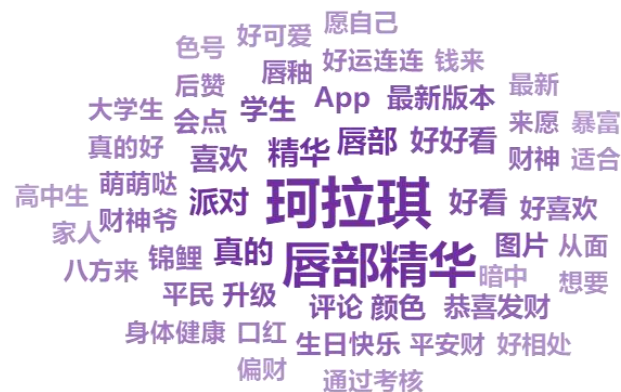 愿自己
色号 好可爱
唇釉 好运连连 钱来
后赞 App 最新版本 最新
大学生 会点 学生 来愿 暴富
真的好 喜欢 精华 唇部 好好看 财神 适合
高中生 萌萌哒 派对 珂拉琪 好看 好喜欢
家人 财神爷
八方来 锦鲤 真的 唇部精华 图片 从面
暗中 想要
平民 升级 评论 颜色 恭喜发财
身体健康 口红 生日快乐 平安财 好相处
偏财 通过考核